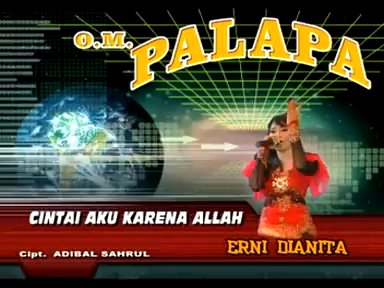 O.M.
PALAPA
CINTAI AKU KARENA ALLAH
ERNI DIANITA
Cipt. ADIBAL SAHRUL